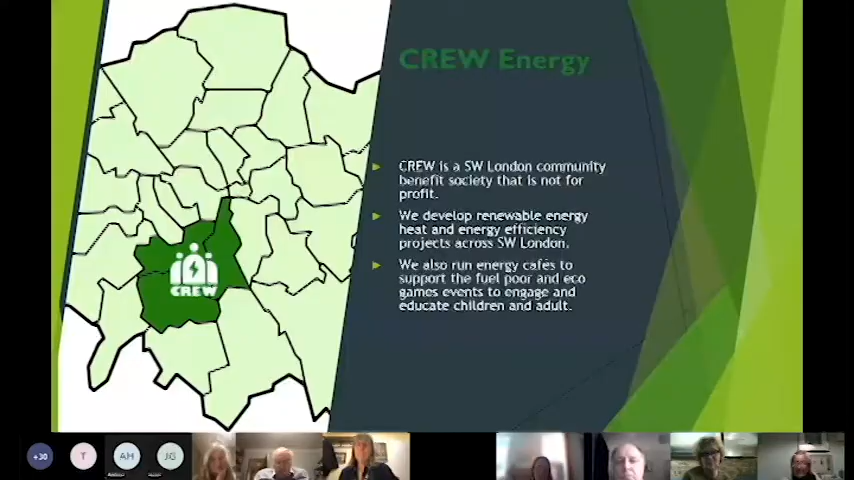 CREW Energy
CREW is a SW London community
benefit society that is not for
profit.
We develop renewable energy
heat and energy efficiency
projects across SW London.
We also run energy cafés to
support the fuel poor and eco
games events to engage and
educate children and adult.
CREW
+30
T
AH
JG